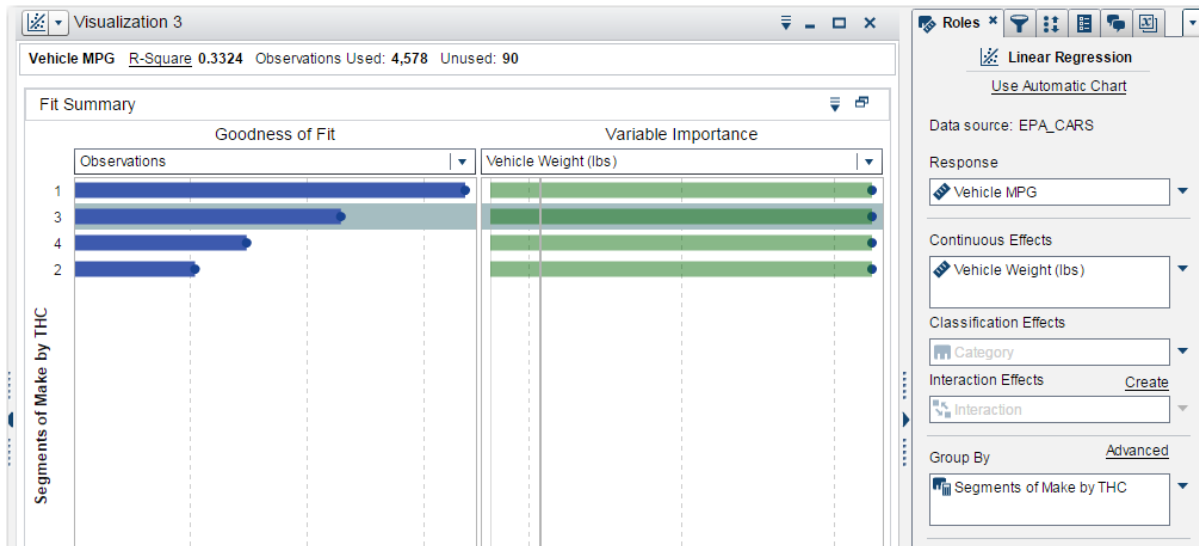 Visualization 3
Vehicle MPG R-Square 0.3324 Observations Used: 4,578 Unused: 90
Fit Summary
Goodness of Fit
Variable Importance
Observations
Vehicle Weight (lbs)
1
3
4
2
Segments of Make by THC
Roles
Linear Regression
Use Automatic Chart
Data source: EPA_CARS
Response
Vehicle MPG
Continuous Effects
Vehicle Weight (lbs)
Classification Effects
Category
Interaction Effects Create
Interaction
Group By Advanced
Segments of Make by THC